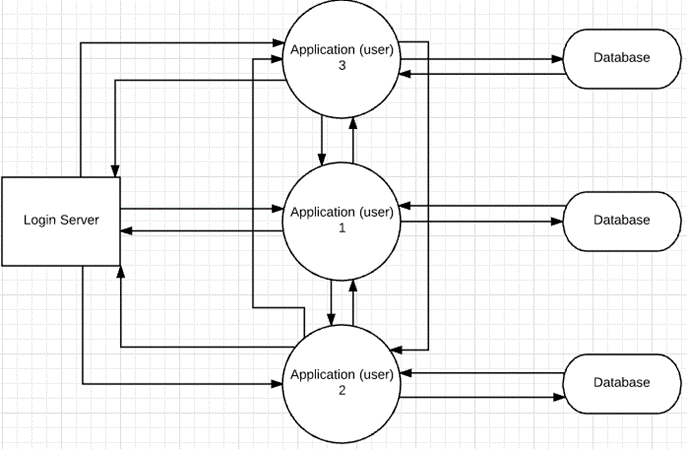 Application (user)
3
Database
Login Server
Application (user)
1
Database
Application (user)
2
Database